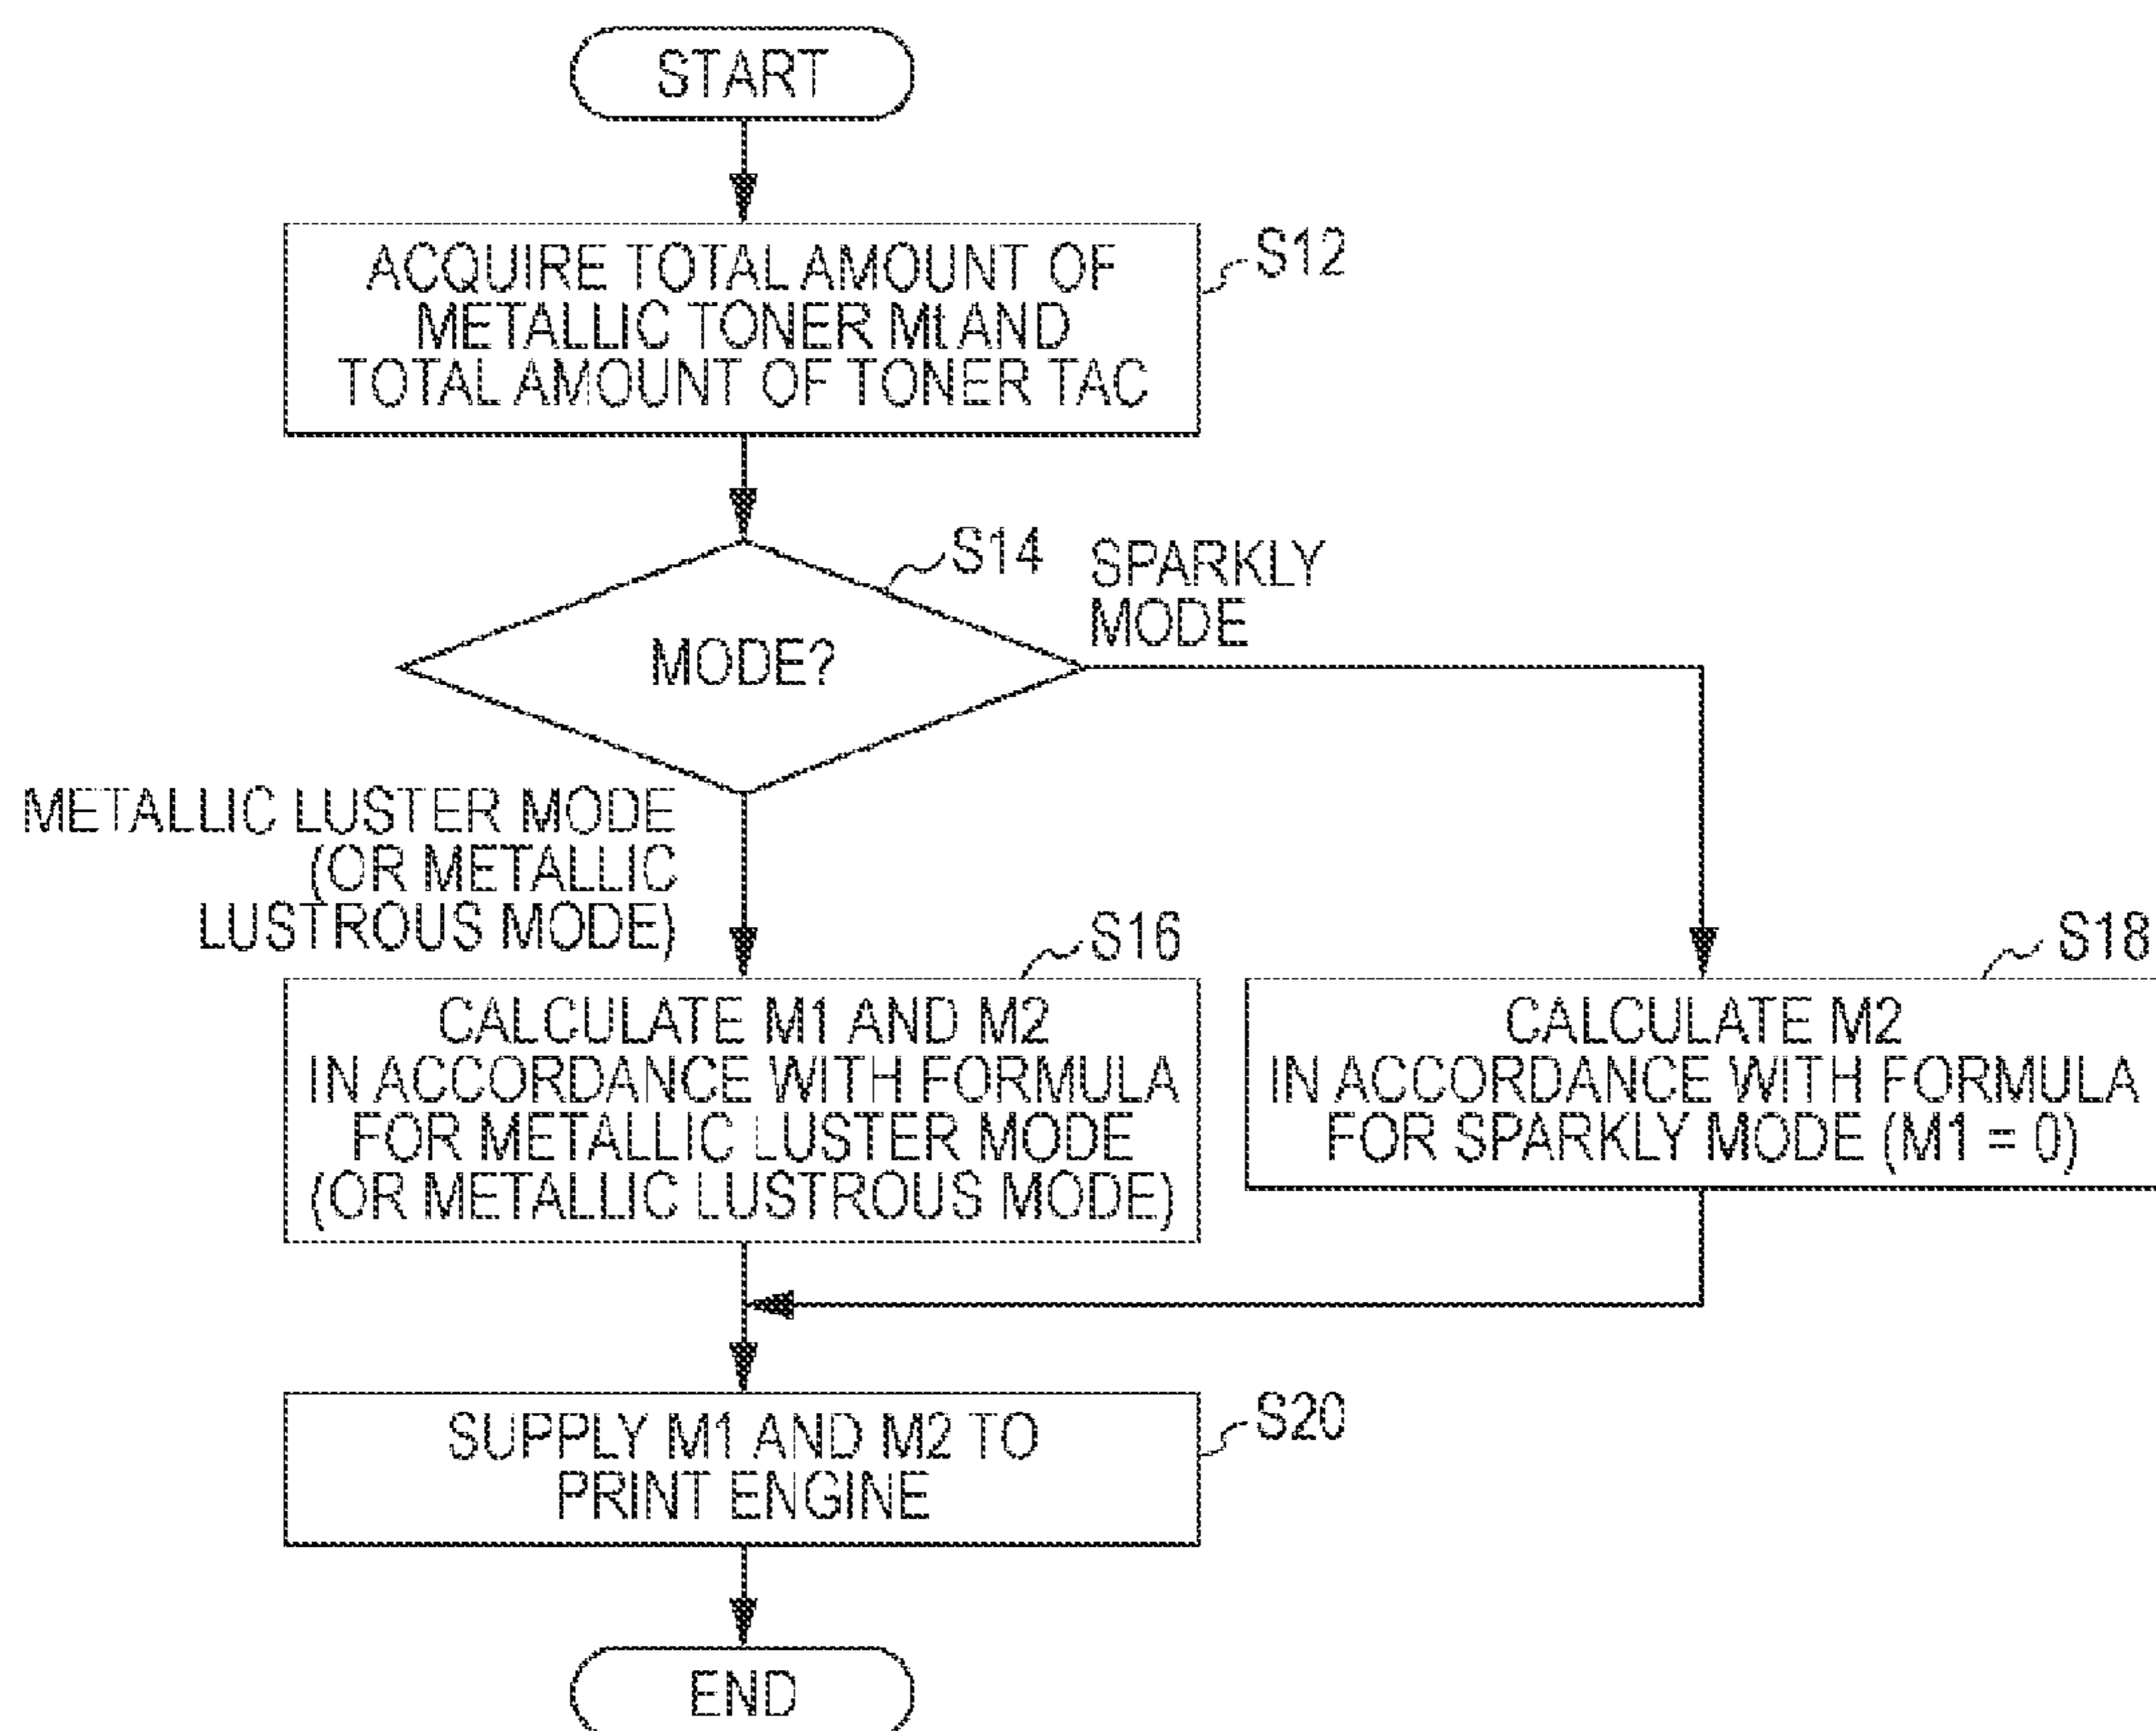 START
ACQUIRE TOTAL AMOUNT OF
METALLIC TONER Mt AND
TOTAL AMOUNT OF TONER TAC
S12
S14
MODE?
SPARKLY
MODE
METALLIC LUSTER MODE
(OR METALLIC
LUSTROUS MODE)
S16
CALCULATE M1 AND M2
IN ACCORDANCE WITH FORMULA
FOR METALLIC LUSTER MODE
(OR METALLIC LUSTROUS MODE)
S18
CALCULATE M2
IN ACCORDANCE WITH FORMULA
FOR SPARKLY MODE (M1 = 0)
SUPPLY M1 AND M2 TO
PRINT ENGINE
S20
END